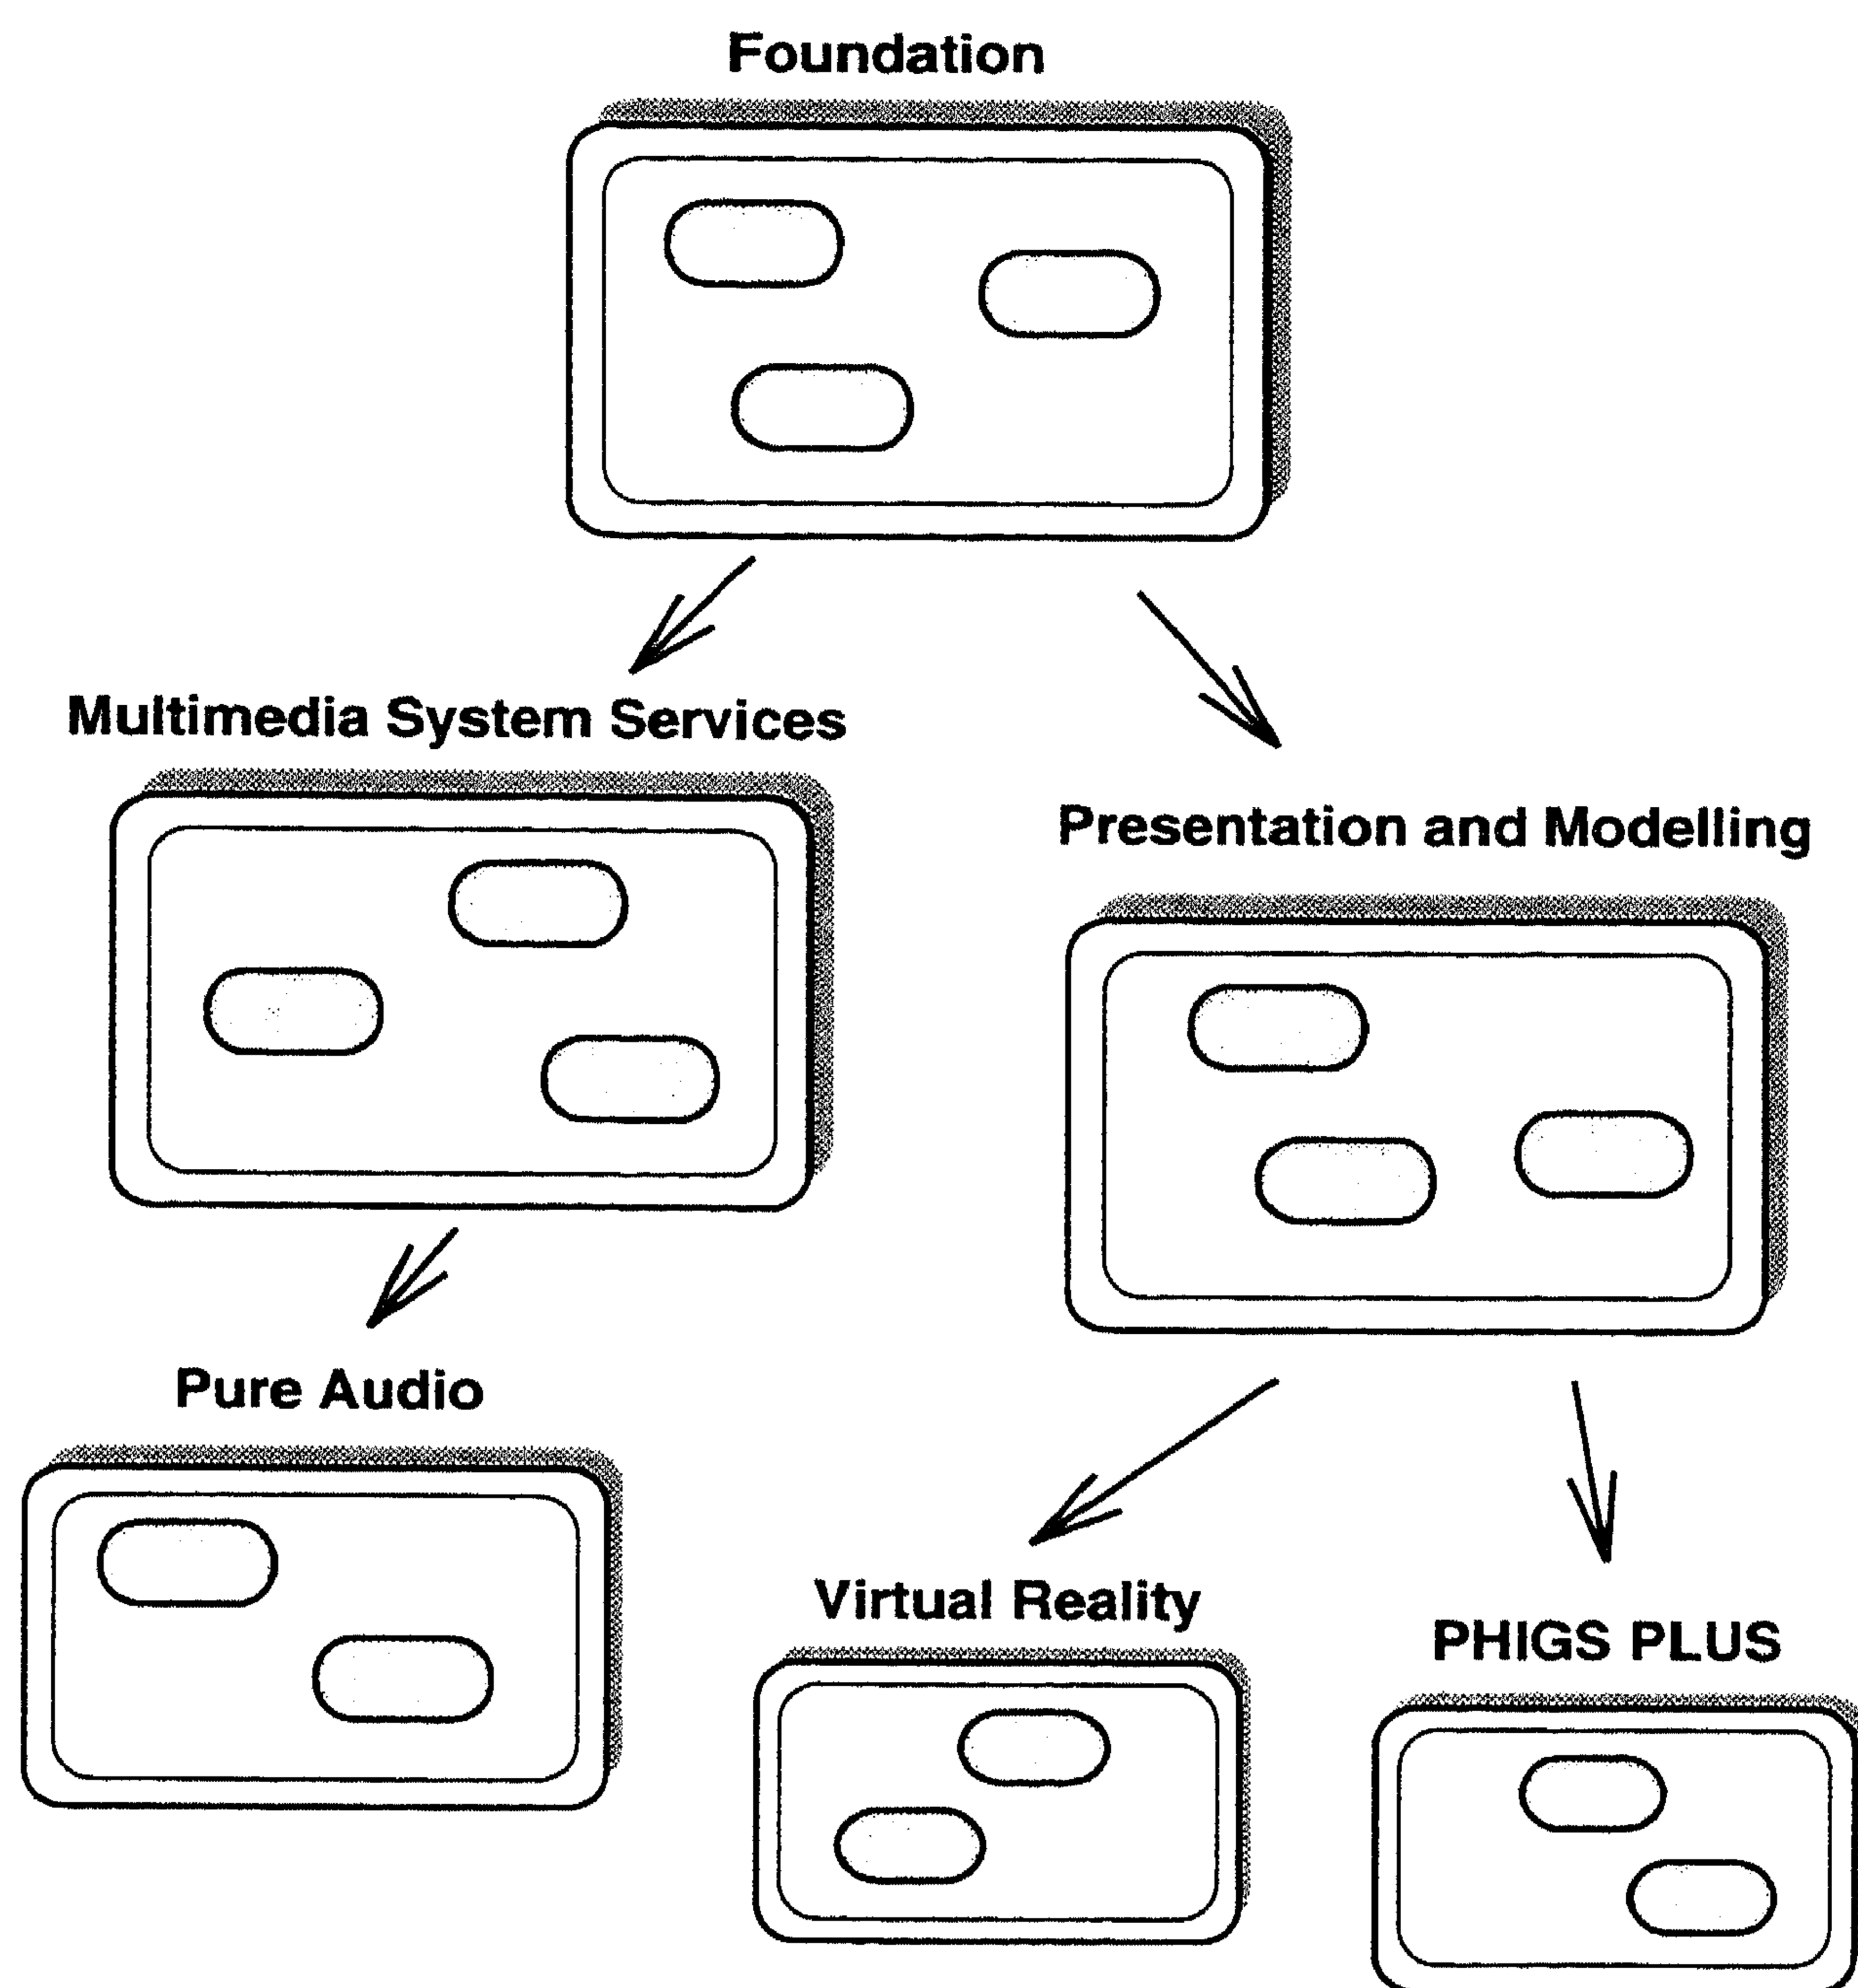 Foundation
Multimedia System Services
Presentation and Modelling
Pure Audio
Virtual Reality
PHIGS PLUS